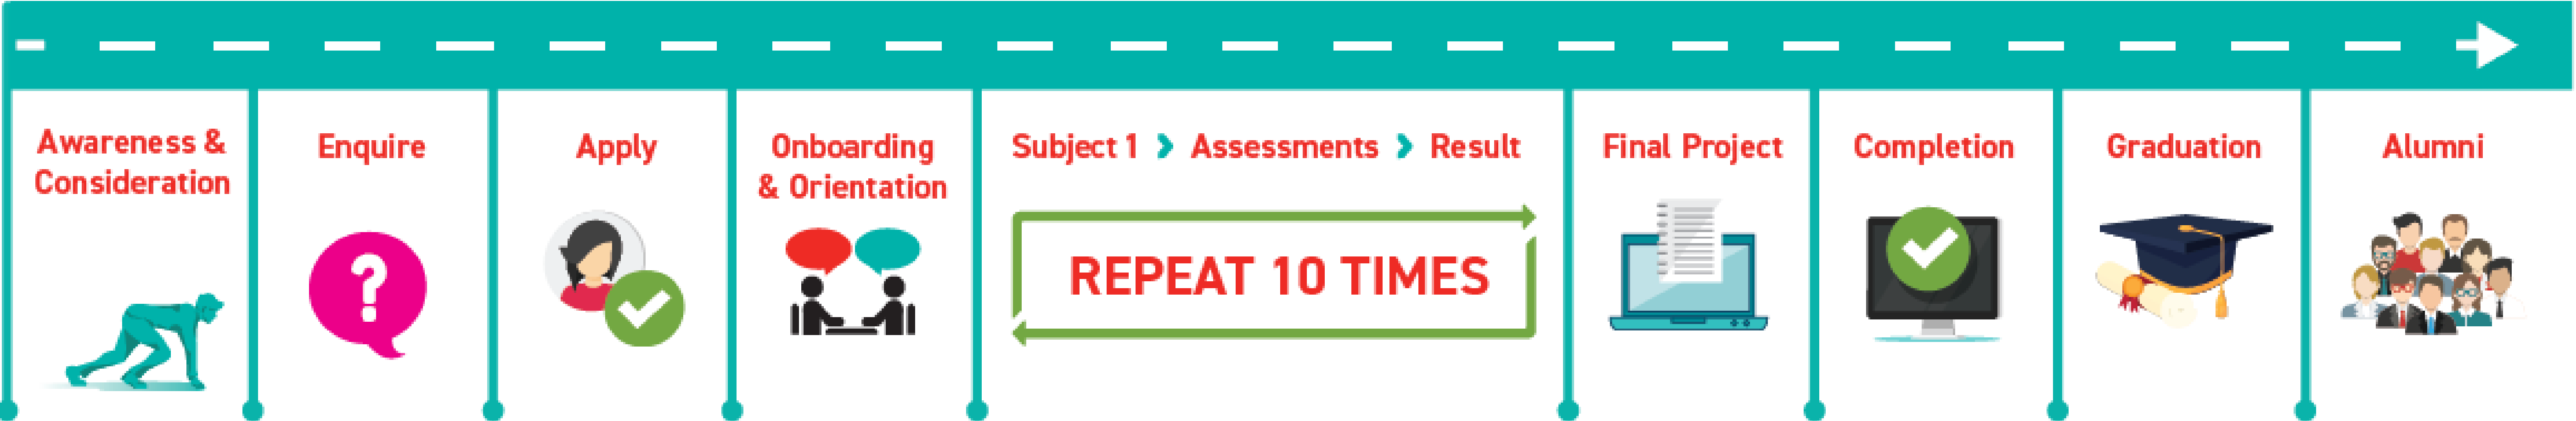 Awareness &
Consideration
Enquire
Apply
Onboarding
& Orientation
Subject 1 > Assessments > Result
REPEAT 10 TIMES
Final Project
Completion
Graduation
Alumni